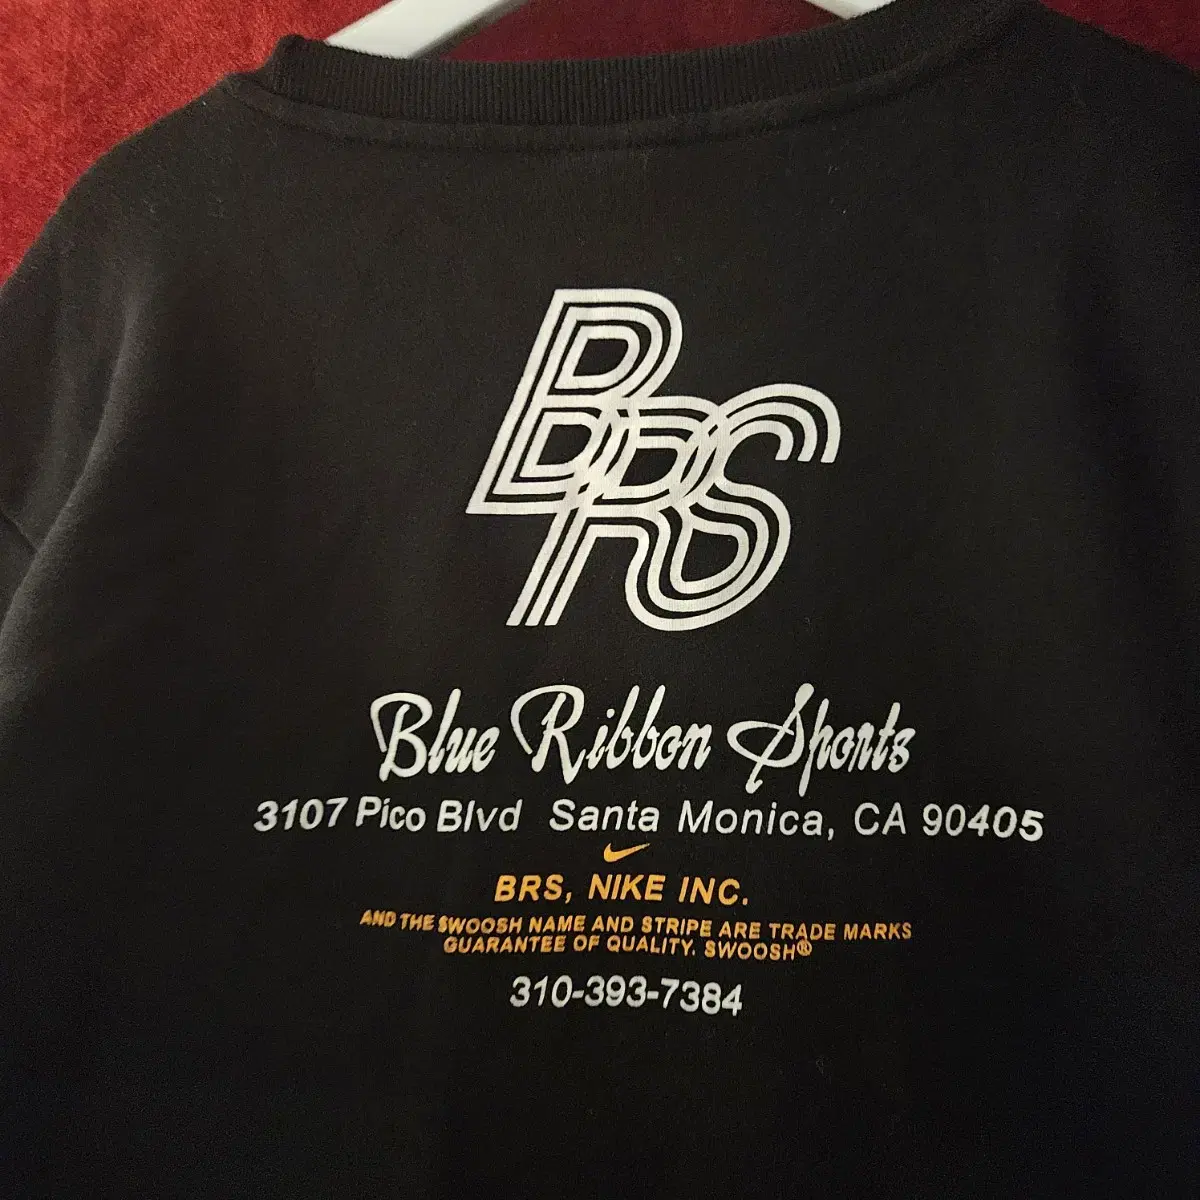 BRS
Blue Ribbon Sports
3107 Pico Blvd Santa Monica, CA 90405
BRS, NIKE INC.
AND THE SWOOSH NAME AND STRIPE ARE TRADE MARKS
GUARANTEE OF QUALITY. SWOOSH®
310-393-7384